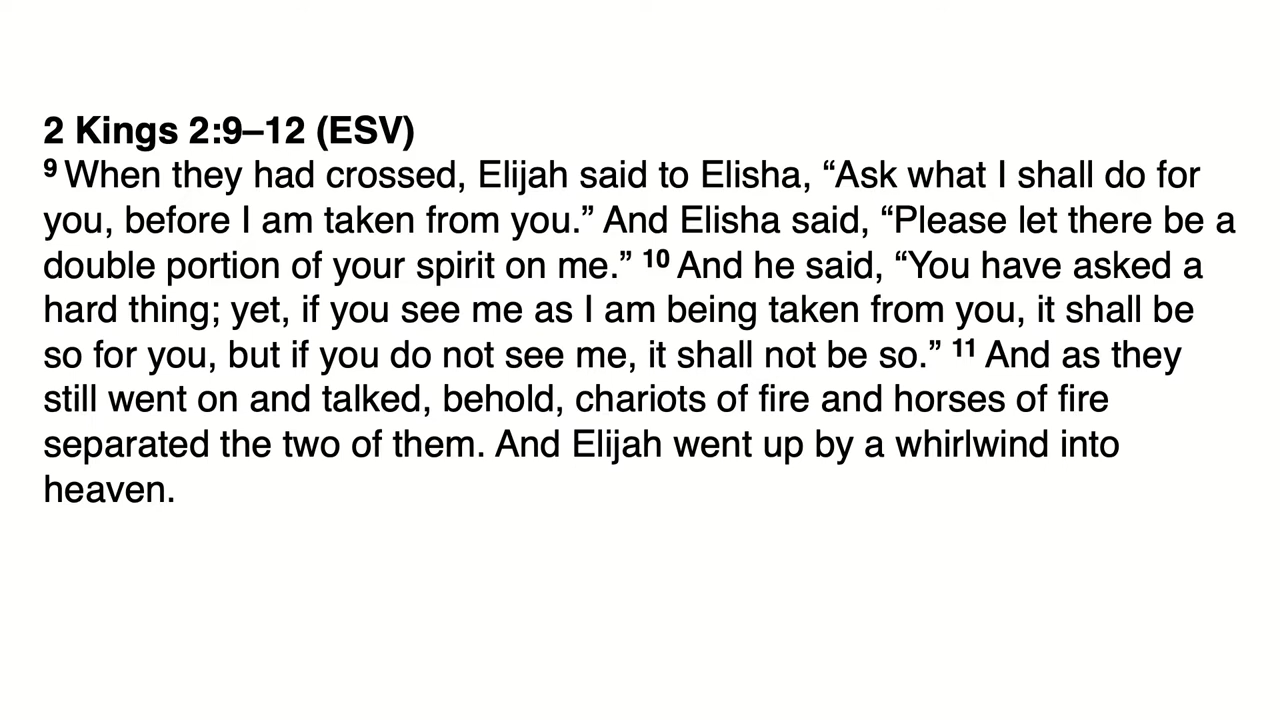 2 Kings 2:9–12 (ESV)
9 When they had crossed, Elijah said to Elisha, “Ask what I shall do for
you, before I am taken from you.” And Elisha said, “Please let there be a
double portion of your spirit on me.” 10 And he said, “You have asked a
hard thing; yet, if you see me as I am being taken from you, it shall be
so for you, but if you do not see me, it shall not be so.” 11 And as they
still went on and talked, behold, chariots of fire and horses of fire
separated the two of them. And Elijah went up by a whirlwind into
heaven.